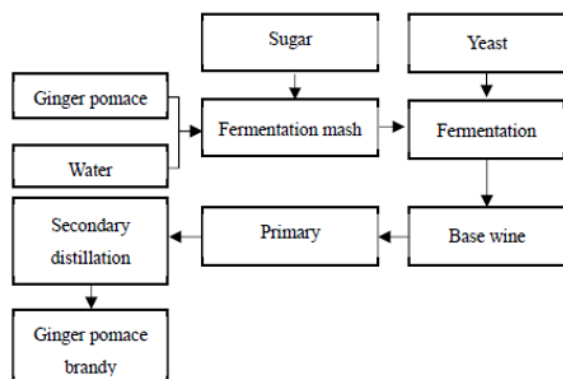 Sugar
Yeast
Ginger pomace
Fermentation mash
Fermentation
Water
Secondary
distillation
Primary
Base wine
Ginger pomace
brandy